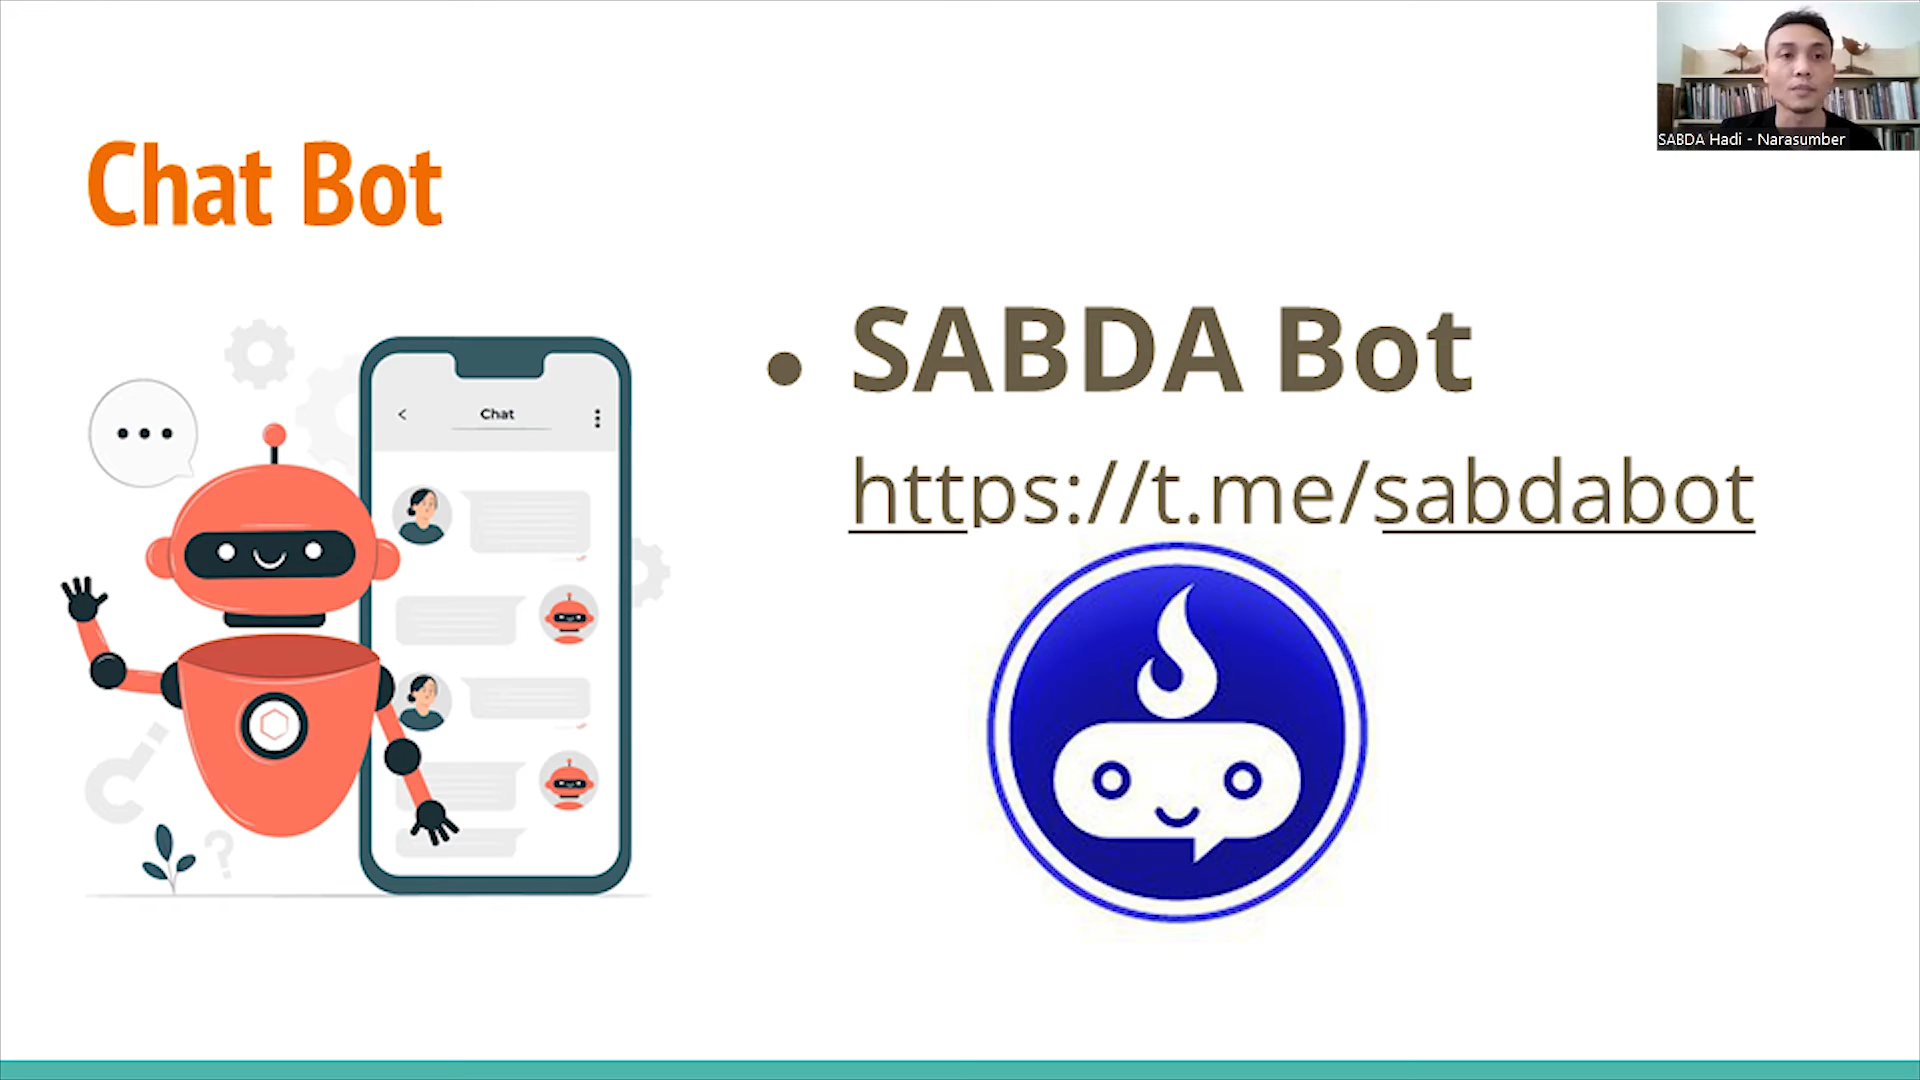 SABDA Hadi - Narasumber
Chat Bot
Chat
• SABDA Bot
https://t.me/sabdabot